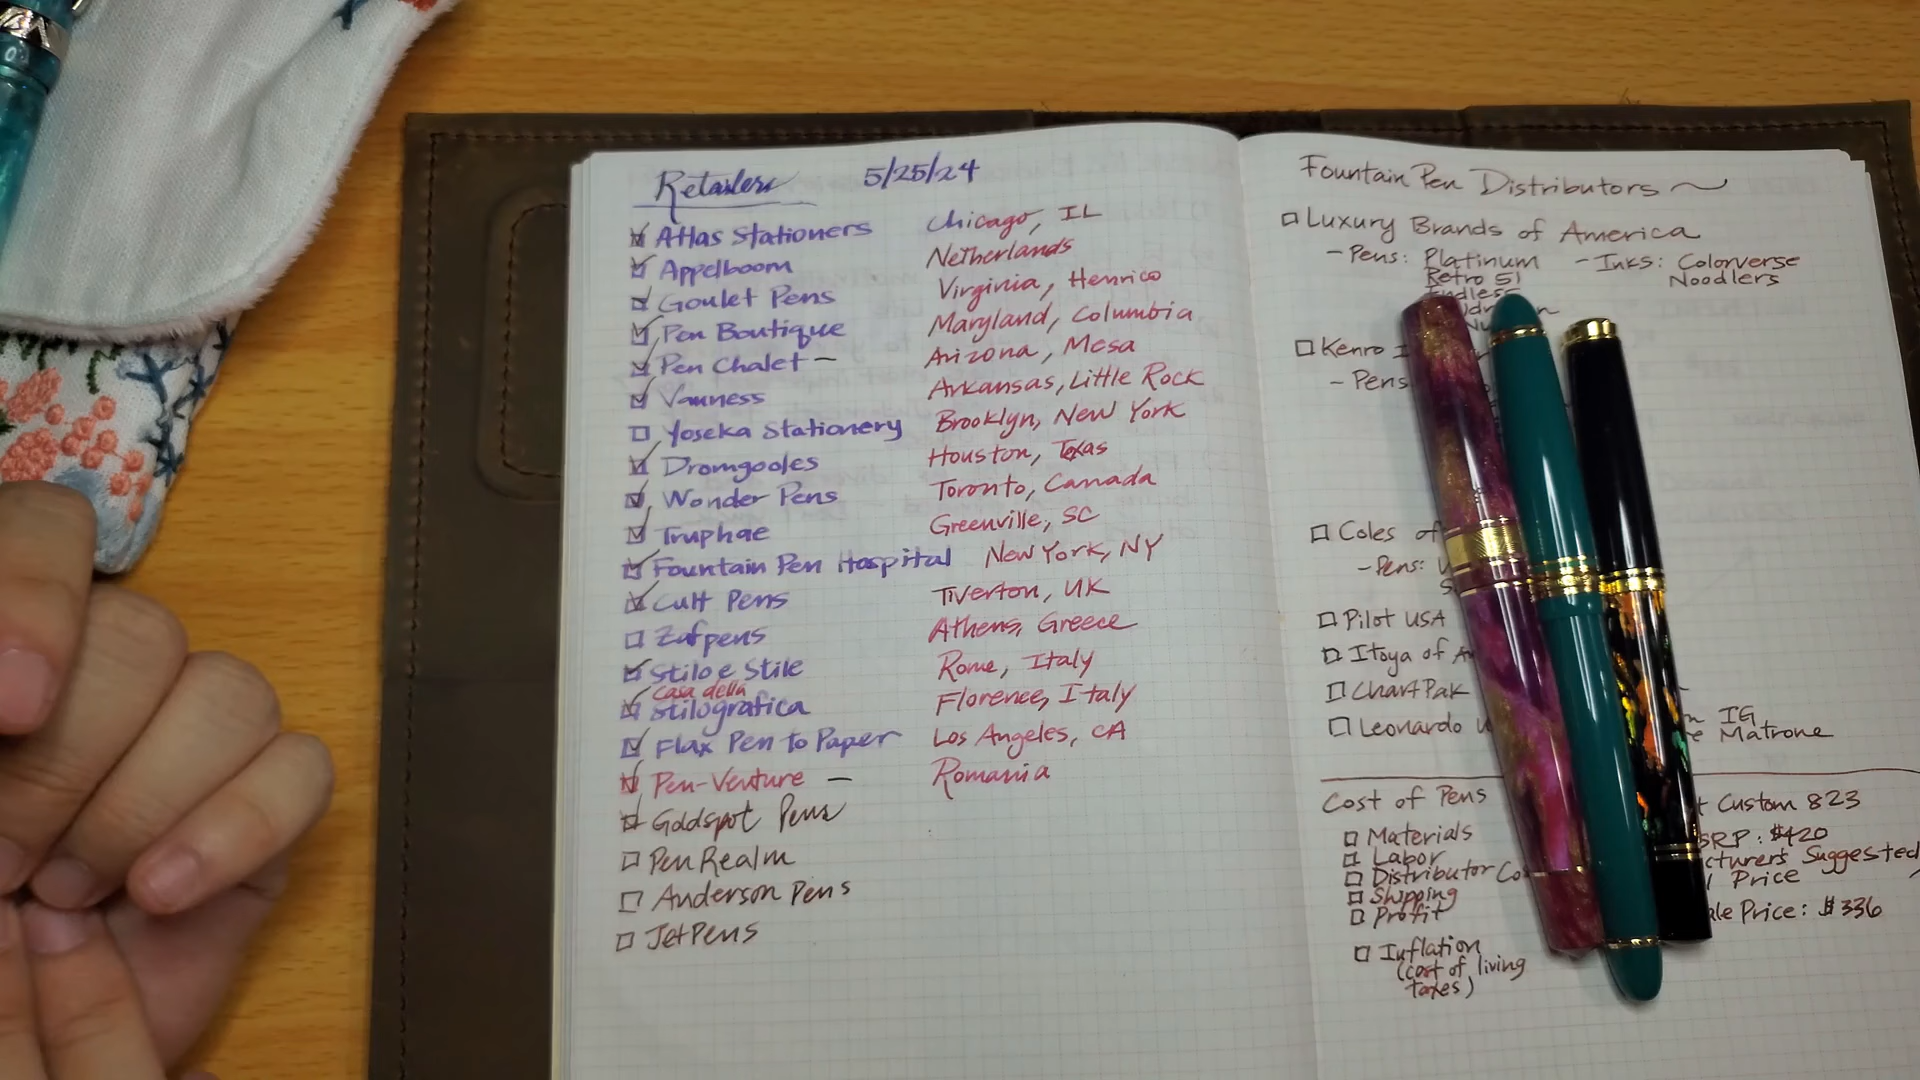 Retailers 5/25/24
☑ Atlas Stationers Chicago, IL
☑ Appelboom Netherlands
☑ Goulet Pens Virginia, Henrico
☑ Pen Boutique Maryland, Columbia
☑ Pen Chalet – Arizona, Mesa
☑ Vanness Arkansas, Little Rock
☐ Yoseka Stationery Brooklyn, New York
☑ Dromgooles Houston, Texas
☑ Wonder Pens Toronto, Canada
☑ Truphae Greenville, SC
☑ Fountain Pen Hospital New York, NY
☑ Cult Pens Tiverton, UK
☐ Zafpens Athens, Greece
☑ Stilo e Stile Rome, Italy
casa della
☑ Stilografica Florence, Italy
☑ Flax Pen to Paper Los Angeles, CA
☑ Pen-Venture – Romania
☑ Goldspot Pens
☐ Pen Realm
☐ Anderson Pens
☐ JetPens
Fountain Pen Distributors ~
☐ Luxury Brands of America
– Pens: Platinum – Inks: Colorverse
Retro 51 Noodlers
Endless
☐ Kenro
– Pens
☐ Coles of
– Pens:
☐ Pilot USA
☐ Itoya of
☐ ChartPak
☐ Leonardo
IG
Matrone
Cost of Pens
☐ Materials
☐ Labor
☐ Distributor
☐ Shipping
☐ Profit
☐ Inflation
(cost of living
taxes)
Custom 823
SRP: $420
cturer's Suggested
Price
ale Price: $336